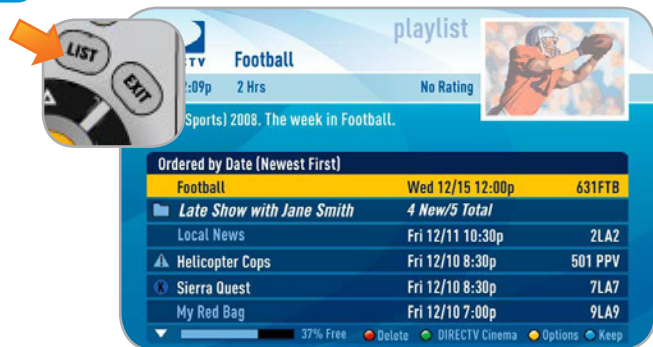 LIST
EXIT
playlist
TV
Football
:09p 2 Hrs No Rating
Sports) 2008. The week in Football.
Ordered by Date (Newest First)
Football Wed 12/15 12:00p 631FTB
Late Show with Jane Smith 4 New/5 Total
Local News Fri 12/11 10:30p 2LA2
Helicopter Cops Fri 12/10 8:30p 501 PPV
K Sierra Quest Fri 12/10 8:30p 7LA7
My Red Bag Fri 12/10 7:00p 9LA9
37% Free Delete DIRECTV Cinema Options Keep